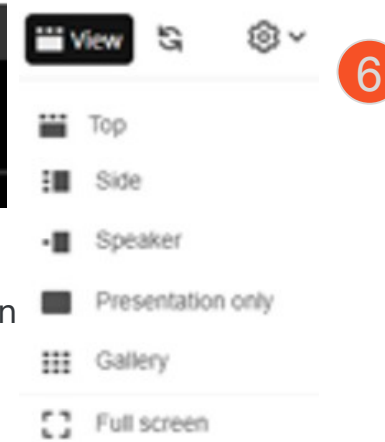 View
6
Top
Side
Speaker
Presentation only
n
Gallery
Full screen